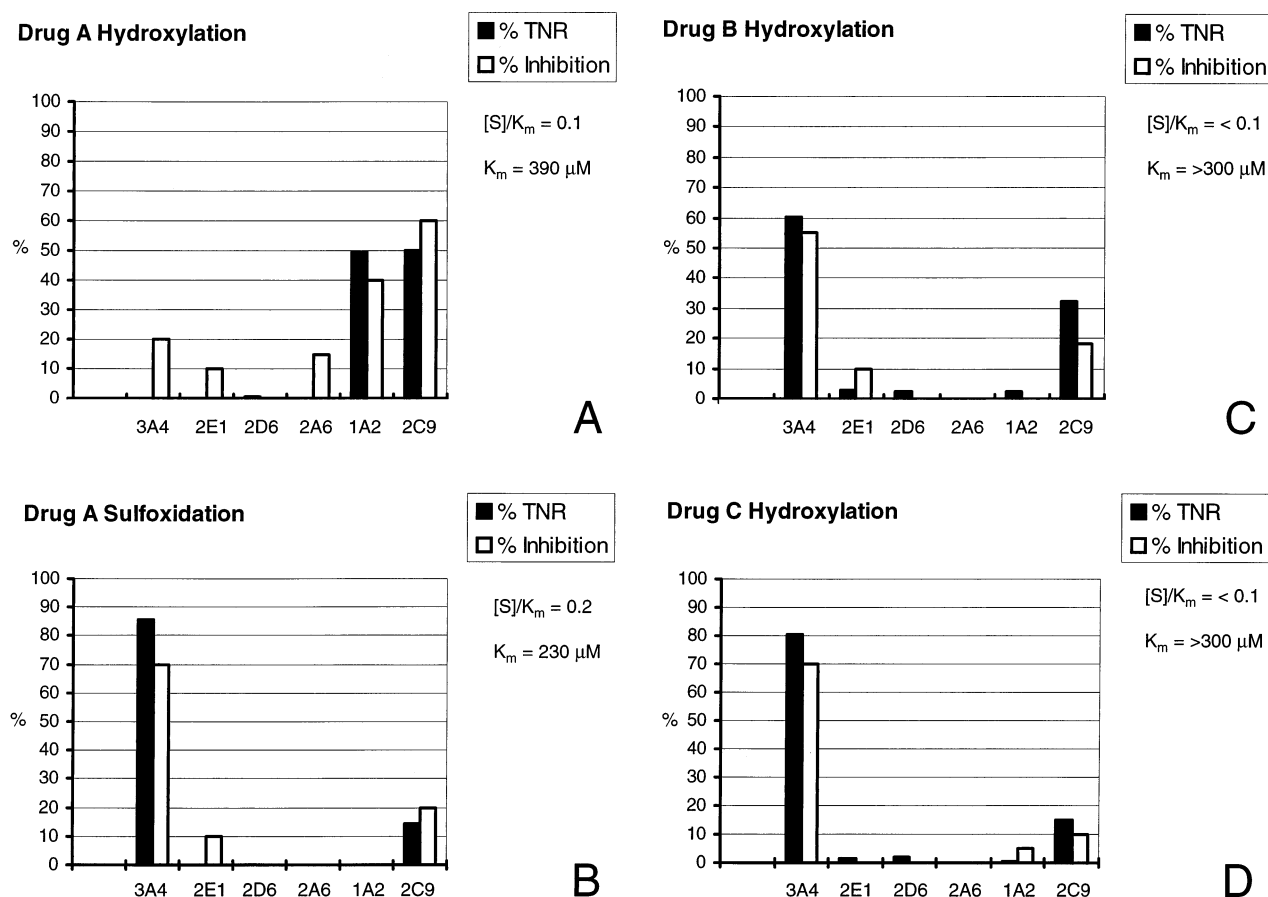 Drug A Hydroxylation
% TNR
% Inhibition
[S]/Km = 0.1
Km = 390 µM
100
90
80
70
60
50
40
30
20
10
0
%
3A4 2E1 2D6 2A6 1A2 2C9
A
Drug B Hydroxylation
% TNR
% Inhibition
[S]/Km = < 0.1
Km = >300 µM
100
90
80
70
60
50
40
30
20
10
0
%
3A4 2E1 2D6 2A6 1A2 2C9
C
Drug A Sulfoxidation
% TNR
% Inhibition
[S]/Km = 0.2
Km = 230 µM
100
90
80
70
60
50
40
30
20
10
0
%
3A4 2E1 2D6 2A6 1A2 2C9
B
Drug C Hydroxylation
% TNR
% Inhibition
[S]/Km = < 0.1
Km = >300 µM
100
90
80
70
60
50
40
30
20
10
0
%
3A4 2E1 2D6 2A6 1A2 2C9
D